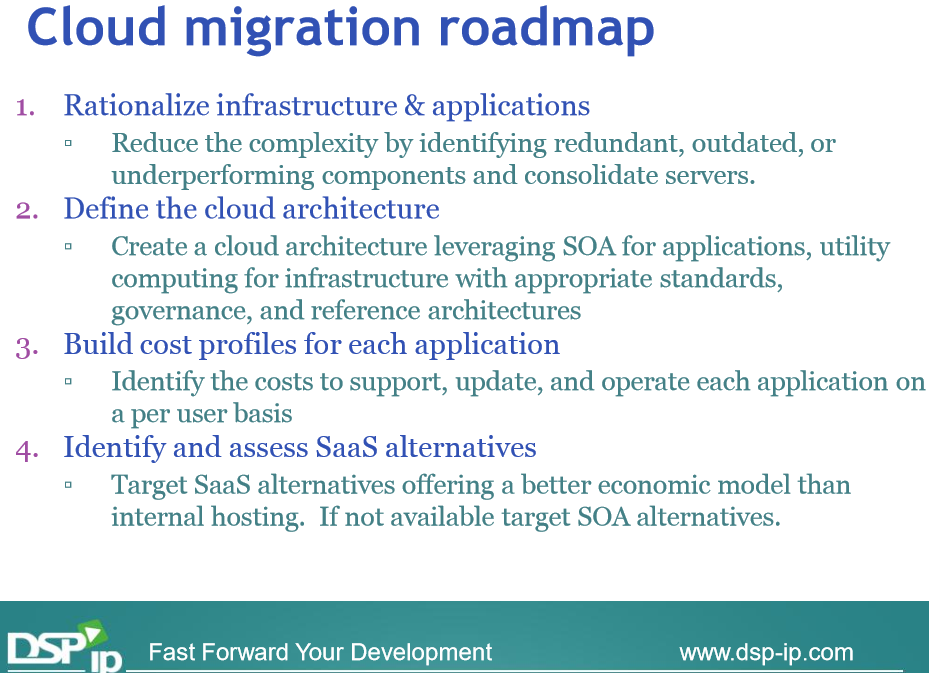 Cloud migration roadmap
1. Rationalize infrastructure & applications
▫ Reduce the complexity by identifying redundant, outdated, or
underperforming components and consolidate servers.
2. Define the cloud architecture
▫ Create a cloud architecture leveraging SOA for applications, utility
computing for infrastructure with appropriate standards,
governance, and reference architectures
3. Build cost profiles for each application
▫ Identify the costs to support, update, and operate each application on
a per user basis
4. Identify and assess SaaS alternatives
▫ Target SaaS alternatives offering a better economic model than
internal hosting.  If not available target SOA alternatives.
DSP ip Fast Forward Your Development www.dsp-ip.com